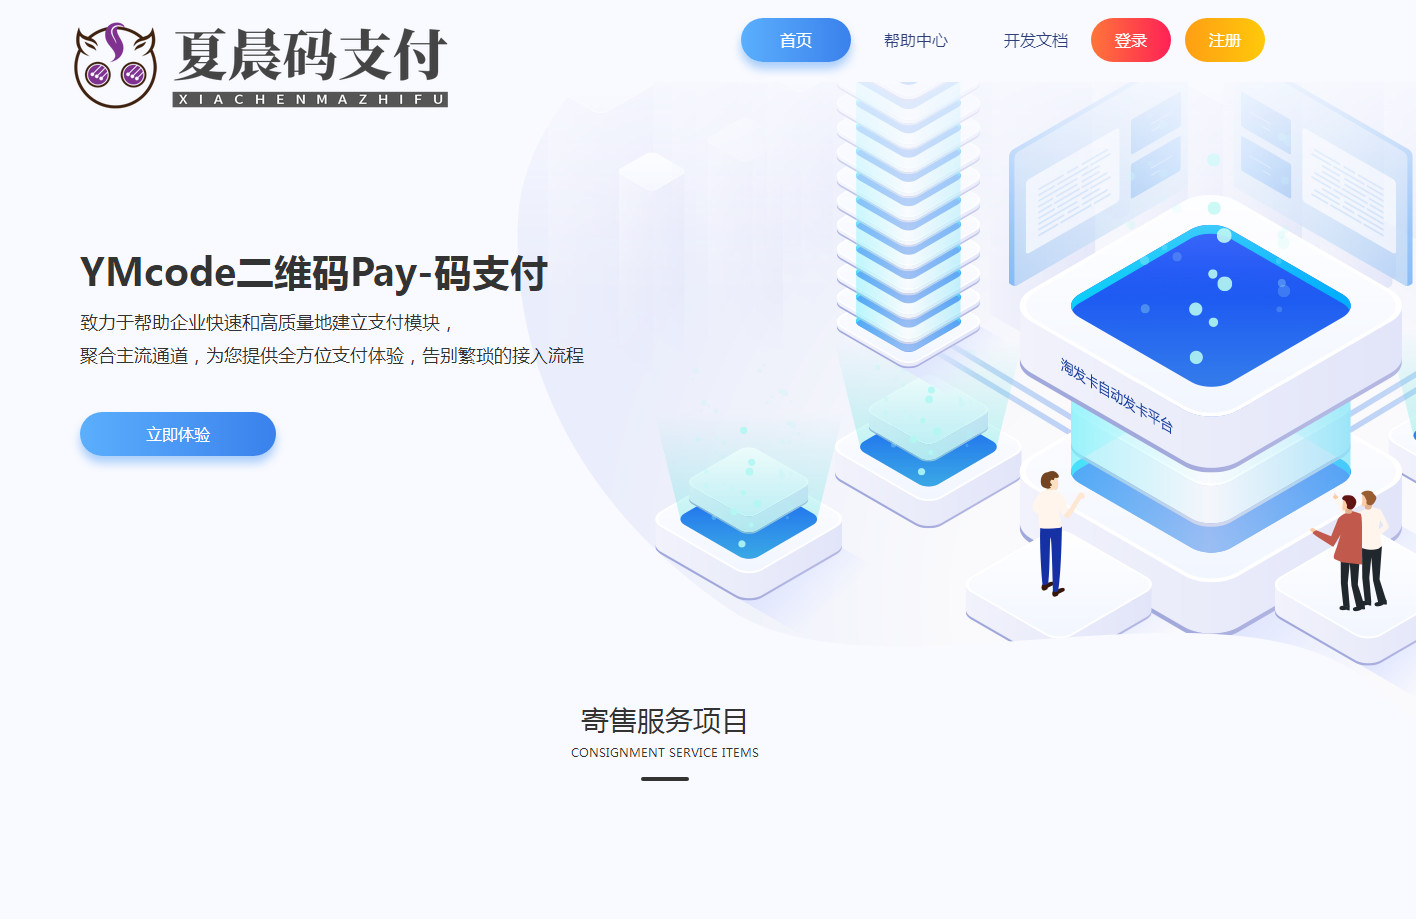 夏晨码支付
XIACHENMAZHIFU
首页
帮助中心
开发文档
登录
注册
YMcode二维码Pay-码支付
致力于帮助企业快速和高质量地建立支付模块，
聚合主流通道，为您提供全方位支付体验，告别繁琐的接入流程
立即体验
淘发卡自动发卡平台
寄售服务项目
CONSIGNMENT SERVICE ITEMS